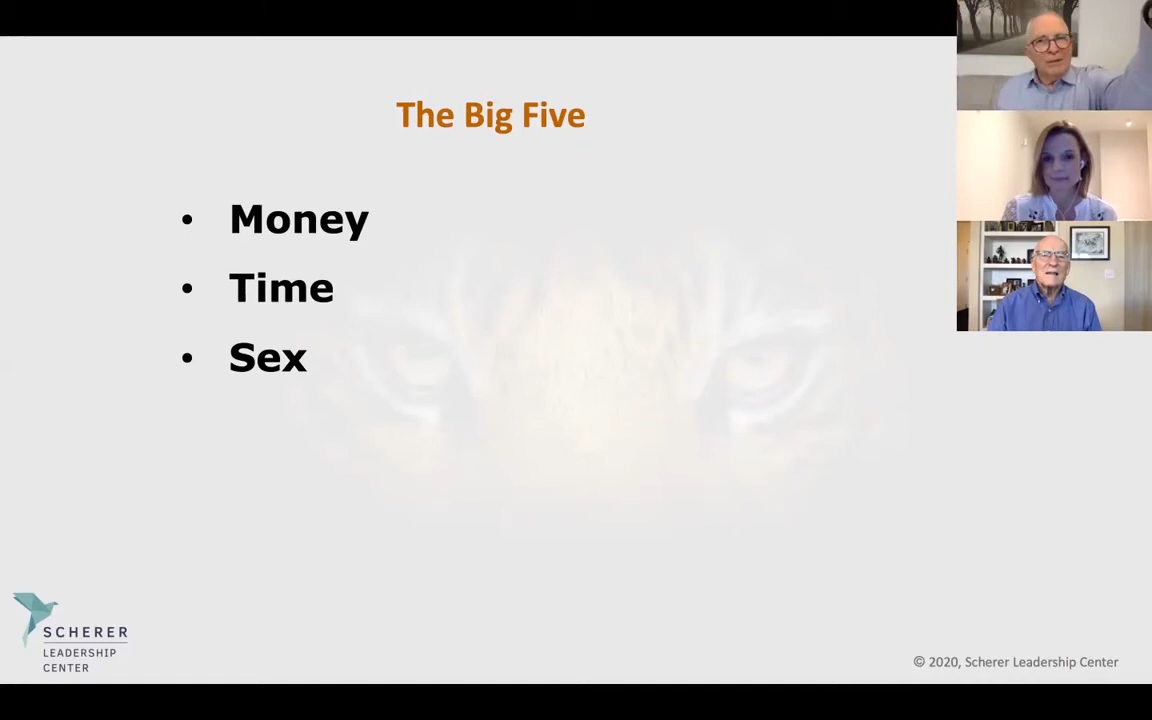 The Big Five
• Money
• Time
• Sex
SCHERER
LEADERSHIP
CENTER
© 2020, Scherer Leadership Center